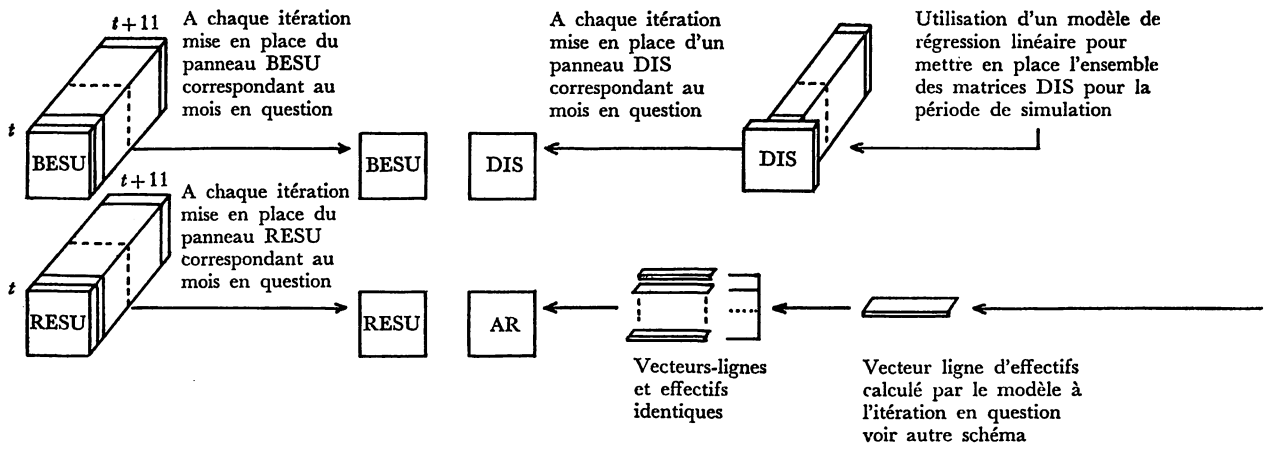 t+11
A chaque itération
mise en place du
panneau BESU
correspondant au
mois en question
t
BESU
BESU
A chaque itération
mise en place d'un
panneau DIS
correspondant au
mois en question
DIS
DIS
Utilisation d'un modèle de
régression linéaire pour
mettre en place l'ensemble
des matrices DIS pour la
période de simulation
t+11
A chaque itération
mise en place du
panneau RESU
correspondant au
mois en question
t
RESU
RESU
AR
Vecteurs-lignes
et effectifs
identiques
Vecteur ligne d'effectifs
calculé par le modèle à
l'itération en question
voir autre schéma